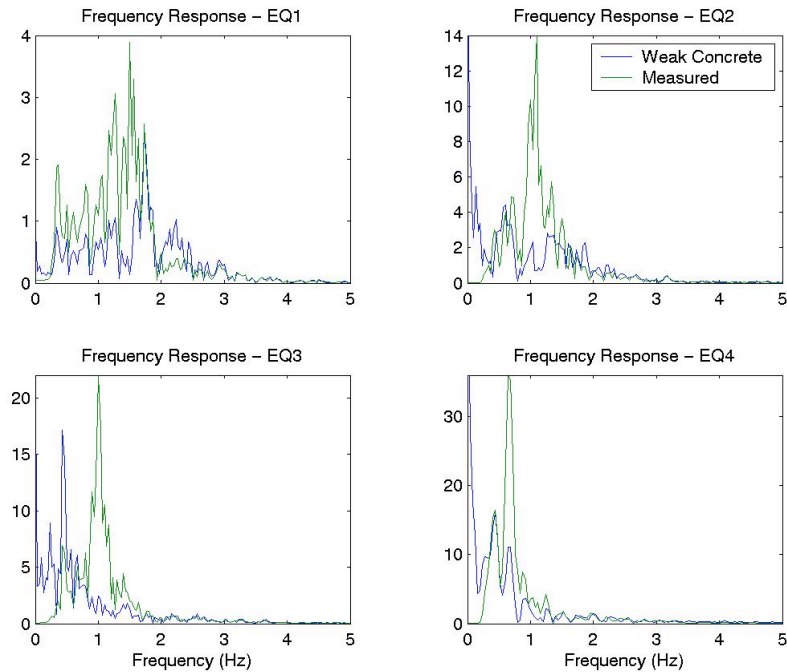 Frequency Response − EQ1
4
3
2
1
0
0 1 2 3 4 5
Frequency Response − EQ2
14
12
10
8
6
4
2
0
0 1 2 3 4 5
Weak Concrete
Measured
Frequency Response − EQ3
20
15
10
5
0
0 1 2 3 4 5
Frequency (Hz)
Frequency Response − EQ4
30
20
10
0
0 1 2 3 4 5
Frequency (Hz)